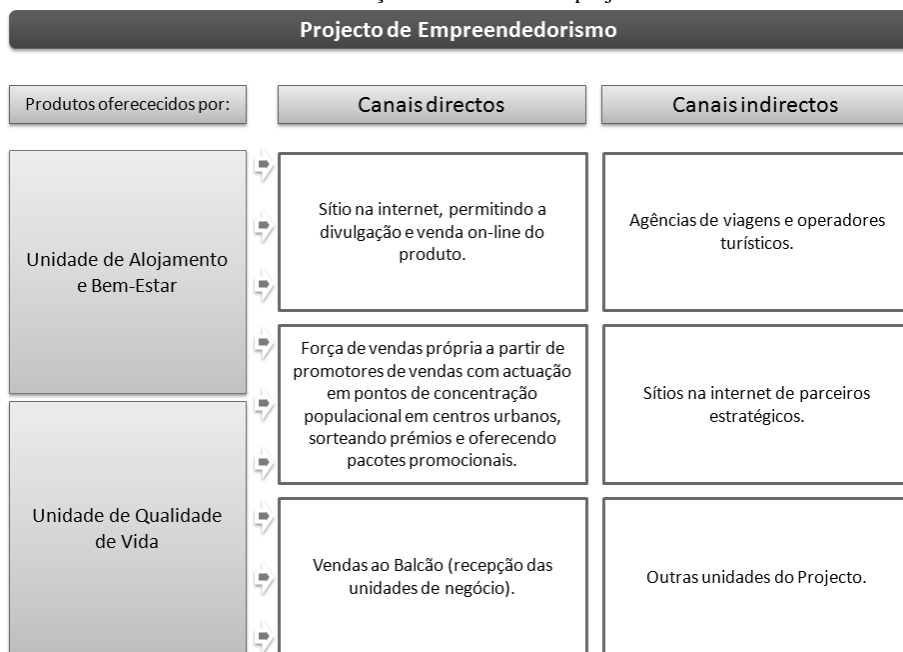 Projecto de Empreendedorismo
Produtos oferececidos por:
Canais directos
Canais indirectos
Unidade de Alojamento
e Bem-Estar
Sítio na internet, permitindo a
divulgação e venda on-line do
produto.
Agências de viagens e operadores
turísticos.
Força de vendas própria a partir de
promotores de vendas com actuação
em pontos de concentração
populacional em centros urbanos,
sorteando prémios e oferecendo
pacotes promocionais.
Sítios na internet de parceiros
estratégicos.
Unidade de Qualidade
de Vida
Vendas ao Balcão (recepção das
unidades de negócio).
Outras unidades do Projecto.